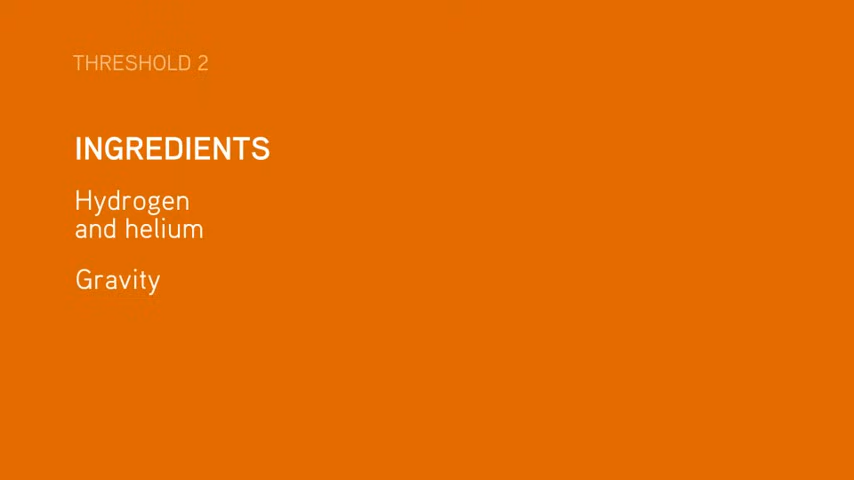 THRESHOLD 2
INGREDIENTS
Hydrogen
and helium
Gravity